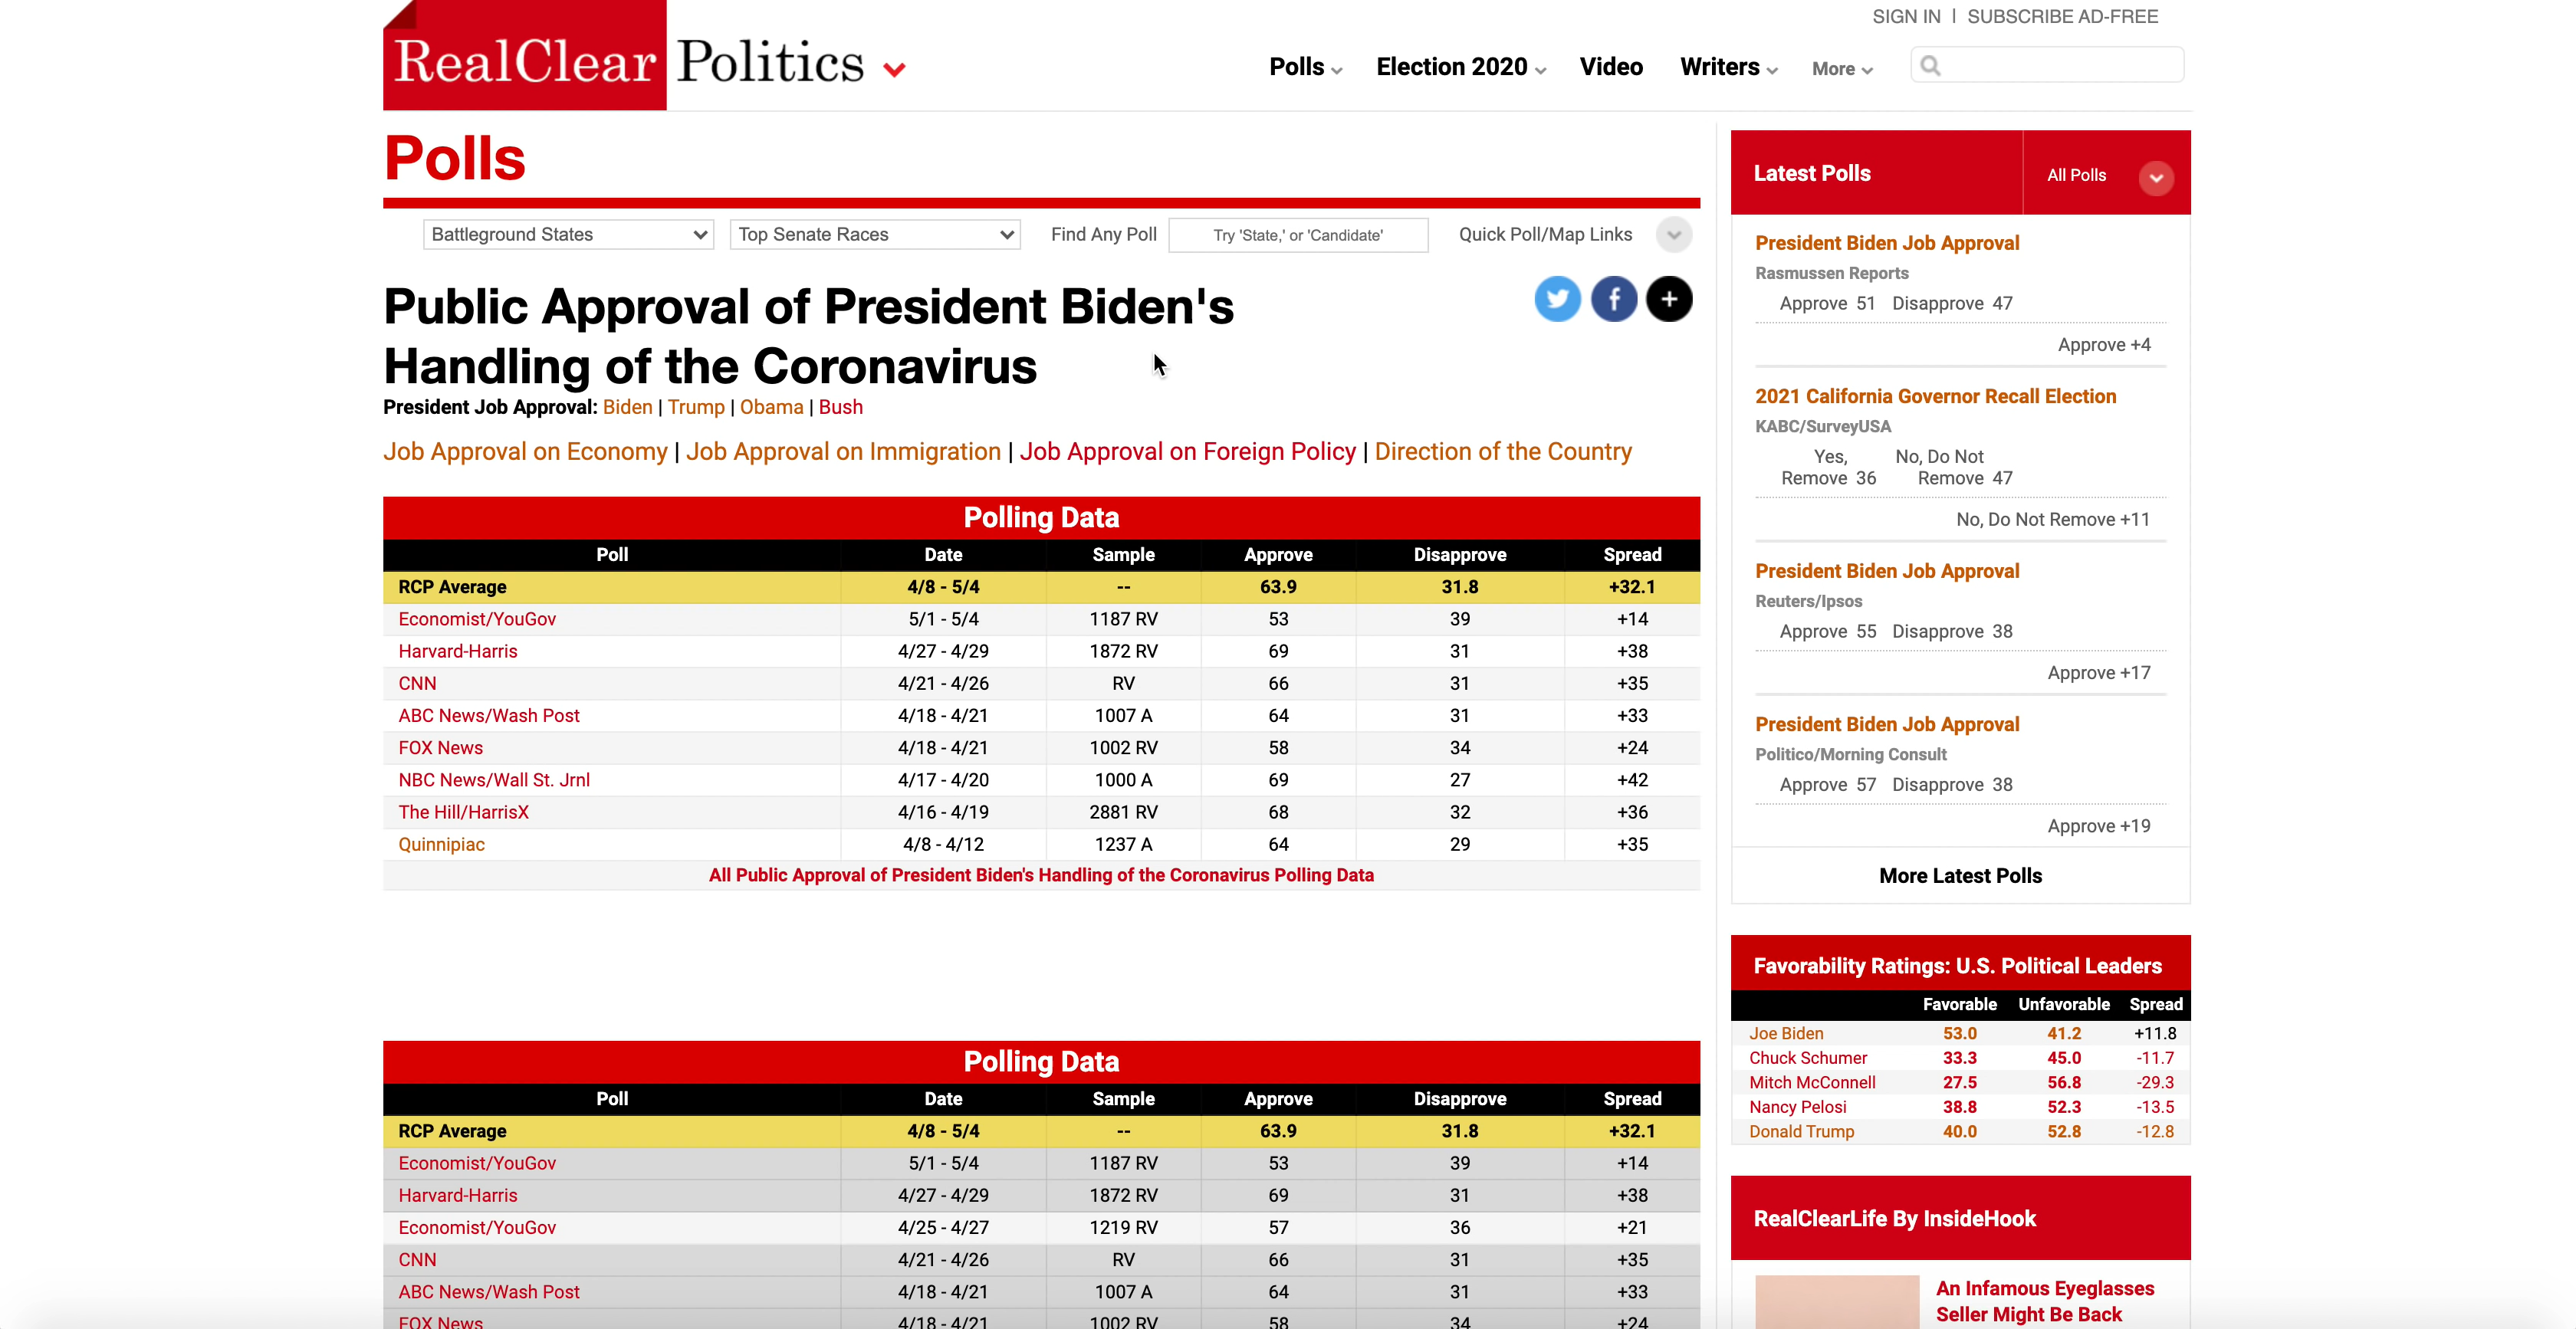 SIGN IN | SUBSCRIBE AD-FREE
RealClear Politics
Polls Election 2020 Video Writers More
Polls
Battleground States Top Senate Races Find Any Poll Try 'State,' or 'Candidate' Quick Poll/Map Links
Public Approval of President Biden's
Handling of the Coronavirus
President Job Approval: Biden | Trump | Obama | Bush
Job Approval on Economy | Job Approval on Immigration | Job Approval on Foreign Policy | Direction of the Country
Polling Data
Poll Date Sample Approve Disapprove Spread
RCP Average 4/8 - 5/4 -- 63.9 31.8 +32.1
Economist/YouGov 5/1 - 5/4 1187 RV 53 39 +14
Harvard-Harris 4/27 - 4/29 1872 RV 69 31 +38
CNN 4/21 - 4/26 RV 66 31 +35
ABC News/Wash Post 4/18 - 4/21 1007 A 64 31 +33
FOX News 4/18 - 4/21 1002 RV 58 34 +24
NBC News/Wall St. Jrnl 4/17 - 4/20 1000 A 69 27 +42
The Hill/HarrisX 4/16 - 4/19 2881 RV 68 32 +36
Quinnipiac 4/8 - 4/12 1237 A 64 29 +35
All Public Approval of President Biden's Handling of the Coronavirus Polling Data
Polling Data
Poll Date Sample Approve Disapprove Spread
RCP Average 4/8 - 5/4 -- 63.9 31.8 +32.1
Economist/YouGov 5/1 - 5/4 1187 RV 53 39 +14
Harvard-Harris 4/27 - 4/29 1872 RV 69 31 +38
Economist/YouGov 4/25 - 4/27 1219 RV 57 36 +21
CNN 4/21 - 4/26 RV 66 31 +35
ABC News/Wash Post 4/18 - 4/21 1007 A 64 31 +33
FOX News 4/18 - 4/21 1002 RV 58 34 +24
Latest Polls All Polls
President Biden Job Approval
Rasmussen Reports
Approve 51 Disapprove 47
Approve +4
2021 California Governor Recall Election
KABC/SurveyUSA
Yes, No, Do Not
Remove 36 Remove 47
No, Do Not Remove +11
President Biden Job Approval
Reuters/Ipsos
Approve 55 Disapprove 38
Approve +17
President Biden Job Approval
Politico/Morning Consult
Approve 57 Disapprove 38
Approve +19
More Latest Polls
Favorability Ratings: U.S. Political Leaders
Favorable Unfavorable Spread
Joe Biden 53.0 41.2 +11.8
Chuck Schumer 33.3 45.0 -11.7
Mitch McConnell 27.5 56.8 -29.3
Nancy Pelosi 38.8 52.3 -13.5
Donald Trump 40.0 52.8 -12.8
RealClearLife By InsideHook
An Infamous Eyeglasses
Seller Might Be Back